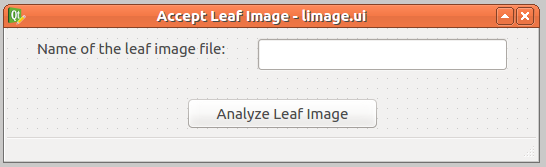 Accept Leaf Image - limage.ui
Name of the leaf image file:
Analyze Leaf Image